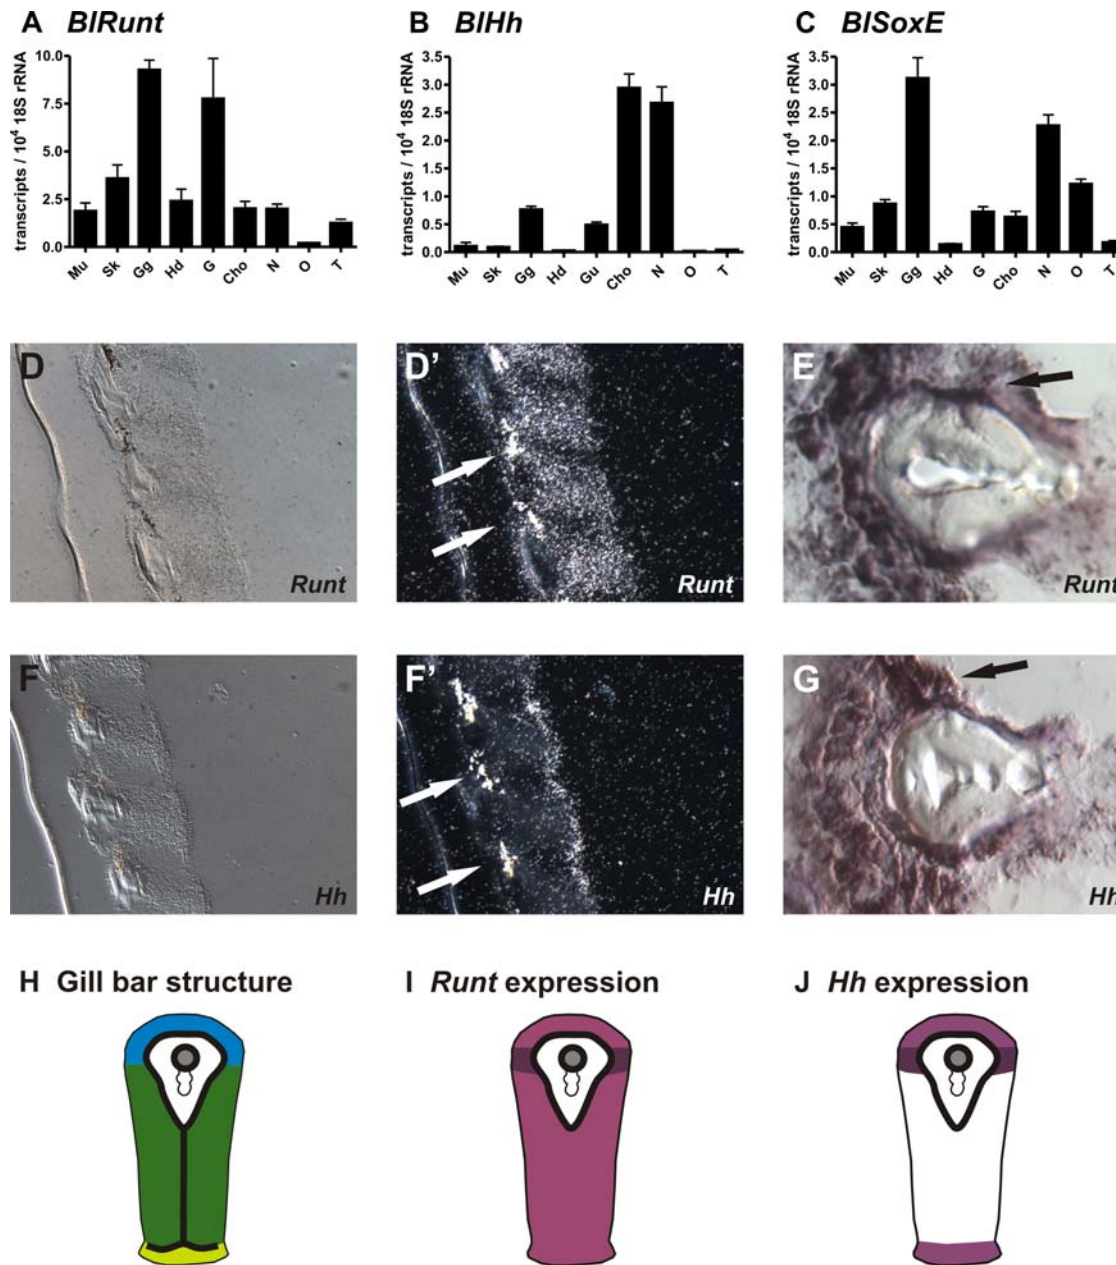 A BlRunt
transcripts / 10⁴ 18S rRNA
10.0
7.5
5.0
2.5
0.0
Mu Sk Gg Hd G Cho N O T
B BlHh
transcripts / 10⁴ 18S rRNA
3.5
3.0
2.5
2.0
1.5
1.0
0.5
0.0
Mu Sk Gg Hd Gu Cho N O T
C BlSoxE
transcripts / 10⁴ 18S rRNA
3.5
3.0
2.5
2.0
1.5
1.0
0.5
0.0
Mu Sk Gg Hd G Cho N O T
D
Runt
D’
Runt
E
Runt
F
Hh
F’
Hh
G
Hh
H Gill bar structure
I Runt expression
J Hh expression